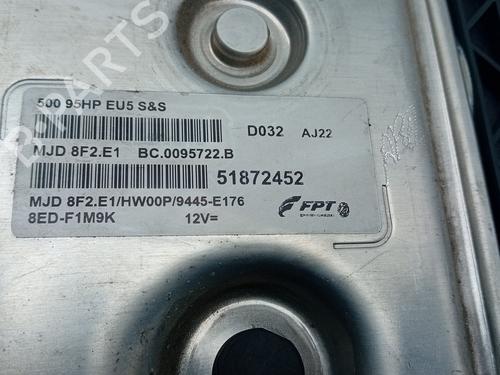 500 95HP EU5 S&S
D032 AJ22
MJD 8F2.E1 BC.0095722.B
51872452
MJD 8F2.E1/HW00P/9445-E176
8ED-F1M9K 12V=
FPT
B-PARTS